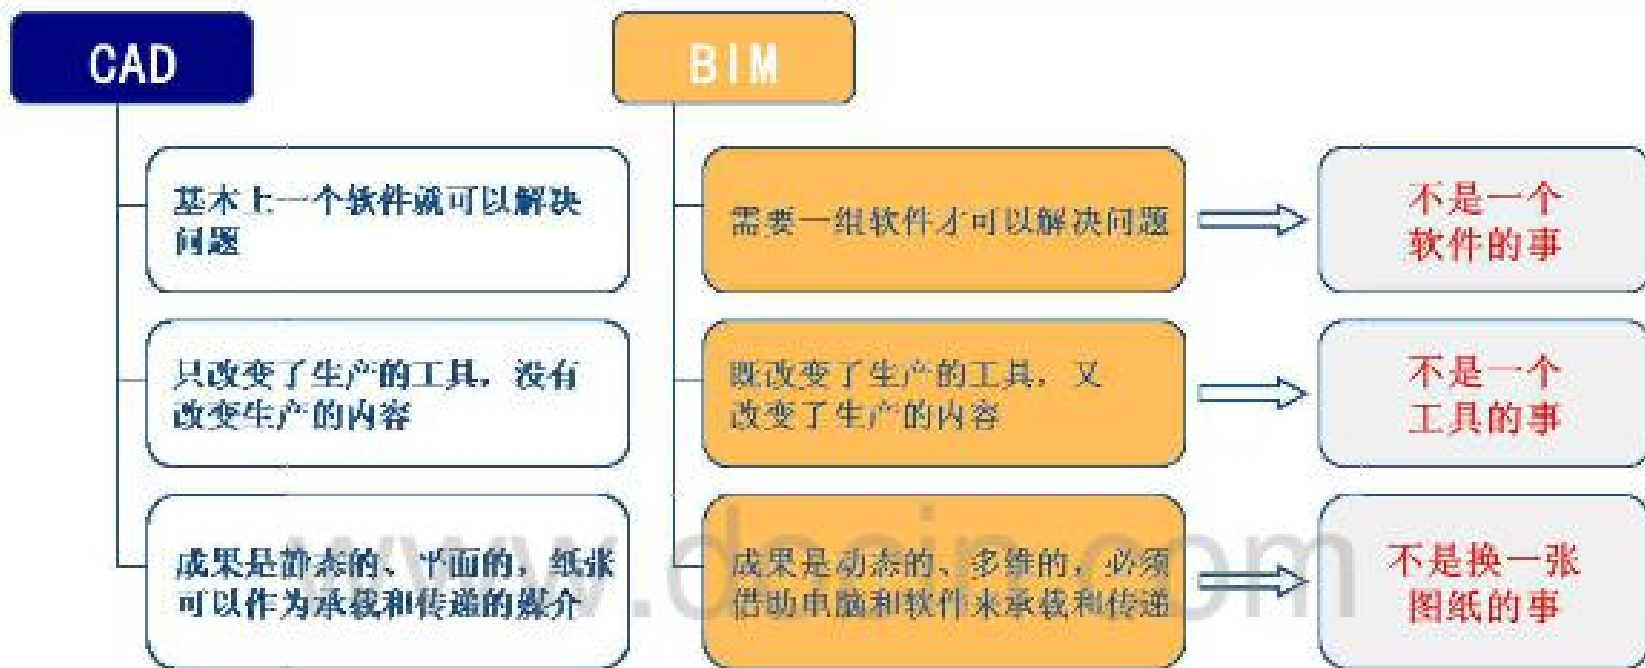 CAD
基本上一个软件就可以解决
问题
只改变了生产的工具，没有
改变生产的内容
成果是静态的、平面的，纸张
可以作为承载和传递的媒介
BIM
需要一组软件才可以解决问题
既改变了生产的工具，又
改变了生产的内容
成果是动态的、多维的，必须
借助电脑和软件来承载和传递
不是一个
软件的事
不是一个
工具的事
不是换一张
图纸的事